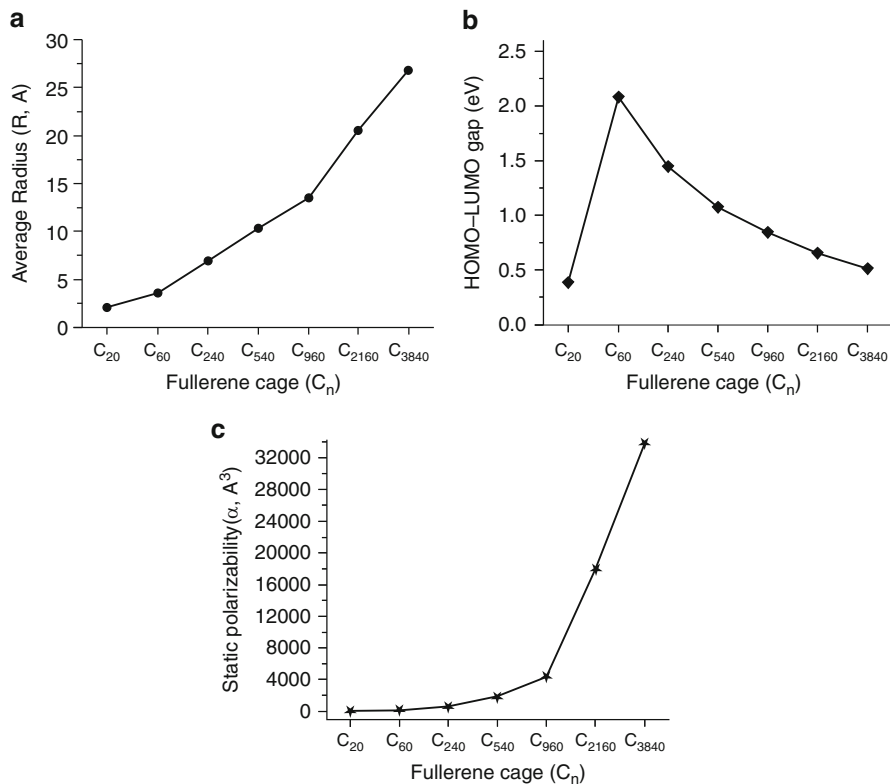 a
30
25
20
15
10
5
0
Average Radius (R, A)
C20 C60 C240 C540 C960 C2160 C3840
Fullerene cage (Cn)
b
2.5
2.0
1.5
1.0
0.5
0.0
HOMO–LUMO gap (eV)
C20 C60 C240 C540 C960 C2160 C3840
Fullerene cage (Cn)
c
32000
28000
24000
20000
16000
12000
8000
4000
0
Static polarizability(α, A³)
C20 C60 C240 C540 C960 C2160 C3840
Fullerene cage (Cn)